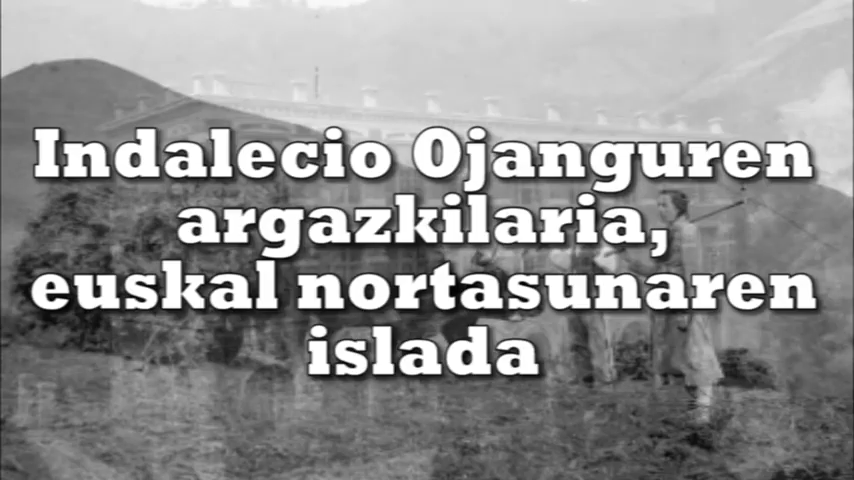 Indalecio Ojanguren
argazkilaria,
euskal nortasunaren
islada